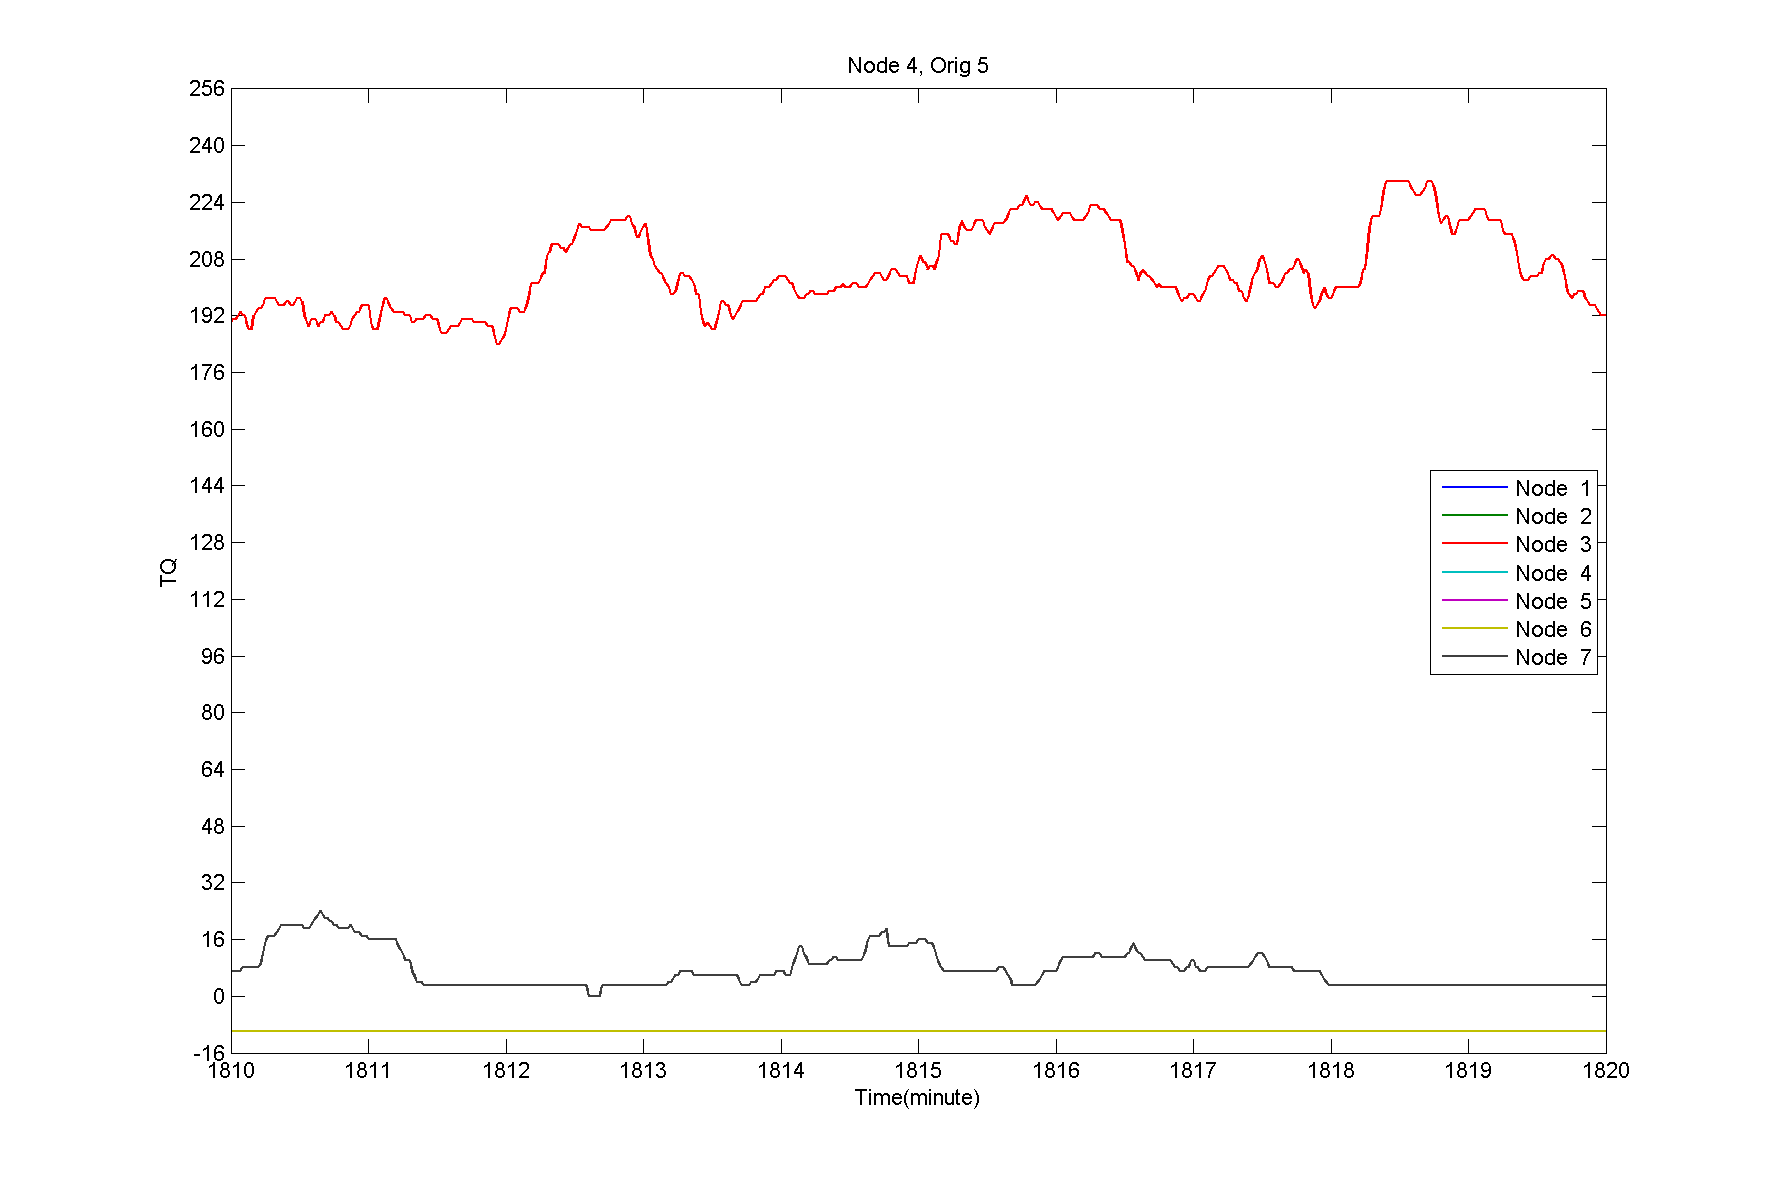 Node 4, Orig 5
256
240
224
208
192
176
160
144
128
112
96
80
64
48
32
16
0
-16
TQ
Node 1
Node 2
Node 3
Node 4
Node 5
Node 6
Node 7
1810 1811 1812 1813 1814 1815 1816 1817 1818 1819 1820
Time(minute)